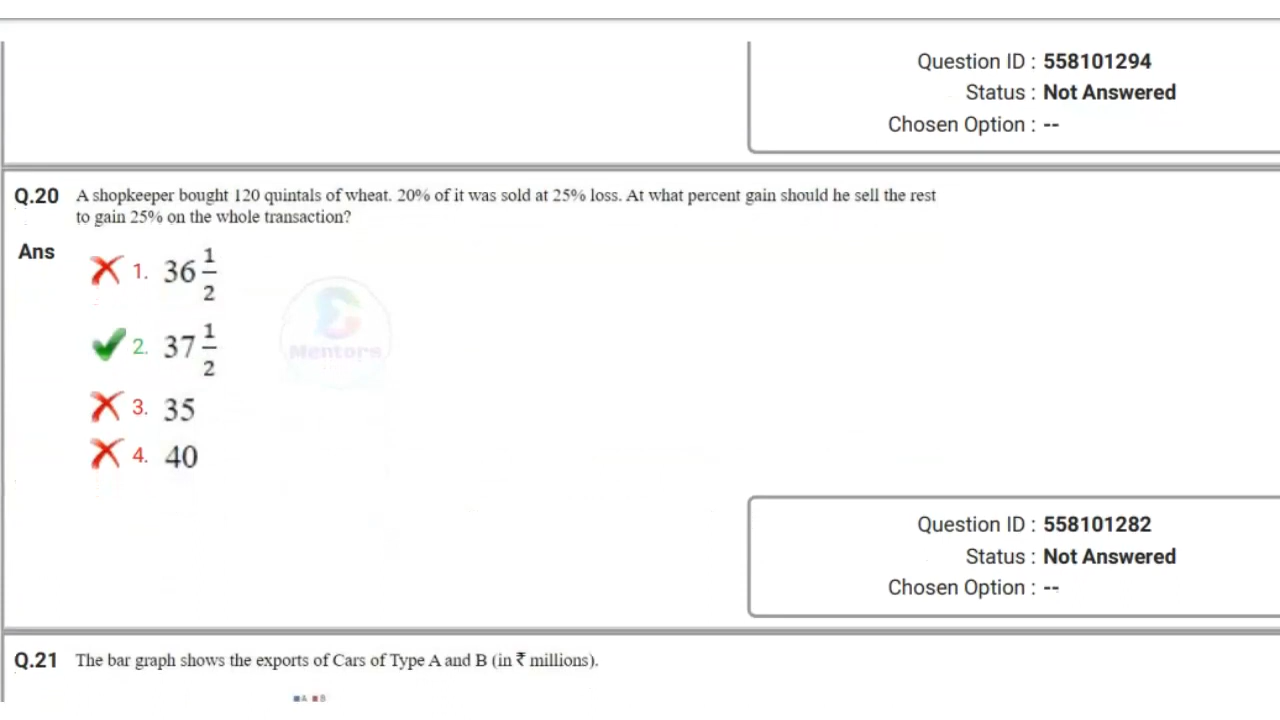 Question ID : 558101294
Status : Not Answered
Chosen Option : --
Q.20 A shopkeeper bought 120 quintals of wheat. 20% of it was sold at 25% loss. At what percent gain should he sell the rest
to gain 25% on the whole transaction?
Ans
1. 36 1/2
2. 37 1/2
3. 35
4. 40
Mentors
Question ID : 558101282
Status : Not Answered
Chosen Option : --
Q.21 The bar graph shows the exports of Cars of Type A and B (in ₹ millions).
A B